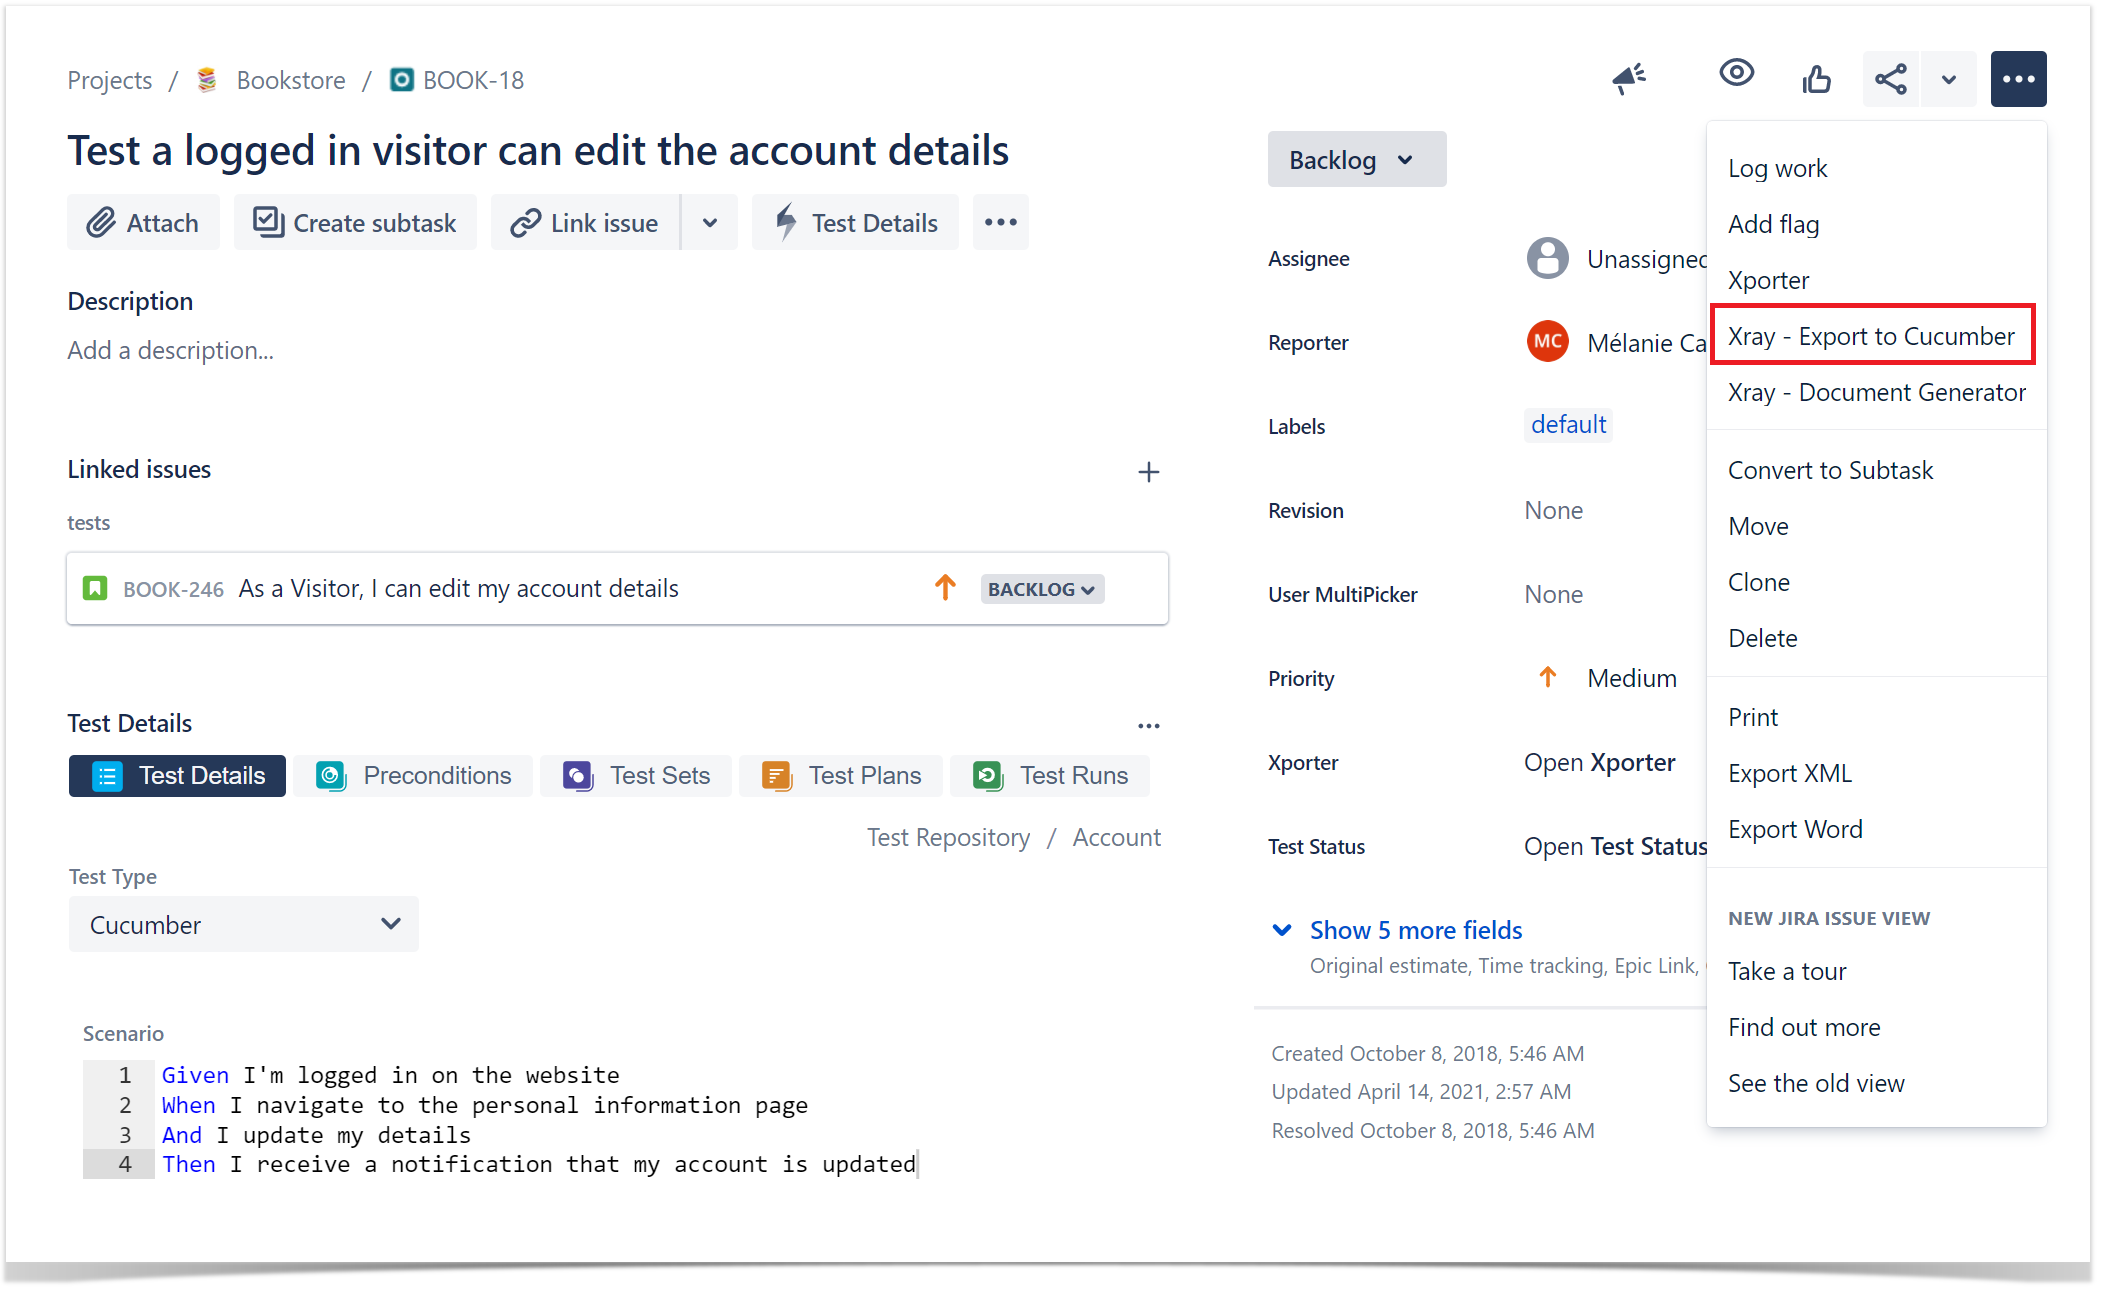 Projects / Bookstore / BOOK-18
Test a logged in visitor can edit the account details
Attach Create subtask Link issue Test Details
Description
Add a description...
Linked issues
tests
BOOK-246 As a Visitor, I can edit my account details BACKLOG
Test Details
Test Details Preconditions Test Sets Test Plans Test Runs
Test Repository / Account
Test Type
Cucumber
Scenario
1 Given I'm logged in on the website
2 When I navigate to the personal information page
3 And I update my details
4 Then I receive a notification that my account is updated
Backlog
Assignee Unassigned
Reporter MC Mélanie Ca
Labels default
Revision None
User MultiPicker None
Priority Medium
Xporter Open Xporter
Test Status Open Test Status
Show 5 more fields
Original estimate, Time tracking, Epic Link,
Created October 8, 2018, 5:46 AM
Updated April 14, 2021, 2:57 AM
Resolved October 8, 2018, 5:46 AM
Log work
Add flag
Xporter
Xray - Export to Cucumber
Xray - Document Generator
Convert to Subtask
Move
Clone
Delete
Print
Export XML
Export Word
NEW JIRA ISSUE VIEW
Take a tour
Find out more
See the old view